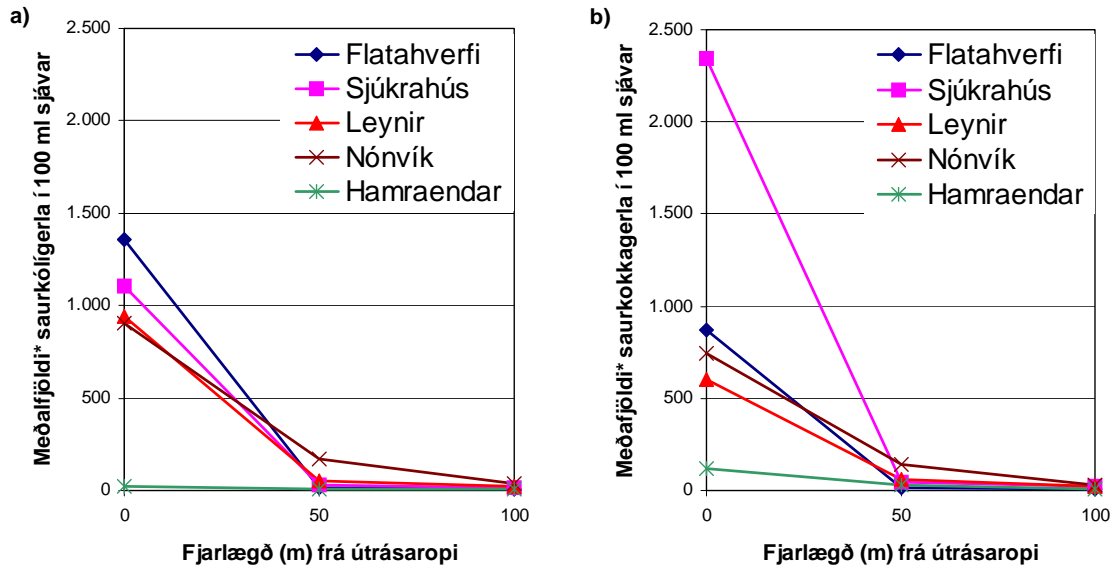 a)
Meðalfjöldi* saurkólígerla í 100 ml sjávar
2.500
2.000
1.500
1.000
500
0
Flatahverfi
Sjúkrahús
Leynir
Nónvík
Hamraendar
0 50 100
Fjarlægð (m) frá útrásaropi
b)
Meðafjöldi* saurkokkagerla í 100 ml sjávar
2.500
2.000
1.500
1.000
500
0
Flatahverfi
Sjúkrahús
Leynir
Nónvík
Hamraendar
0 50 100
Fjarlægð (m) frá útrásaropi